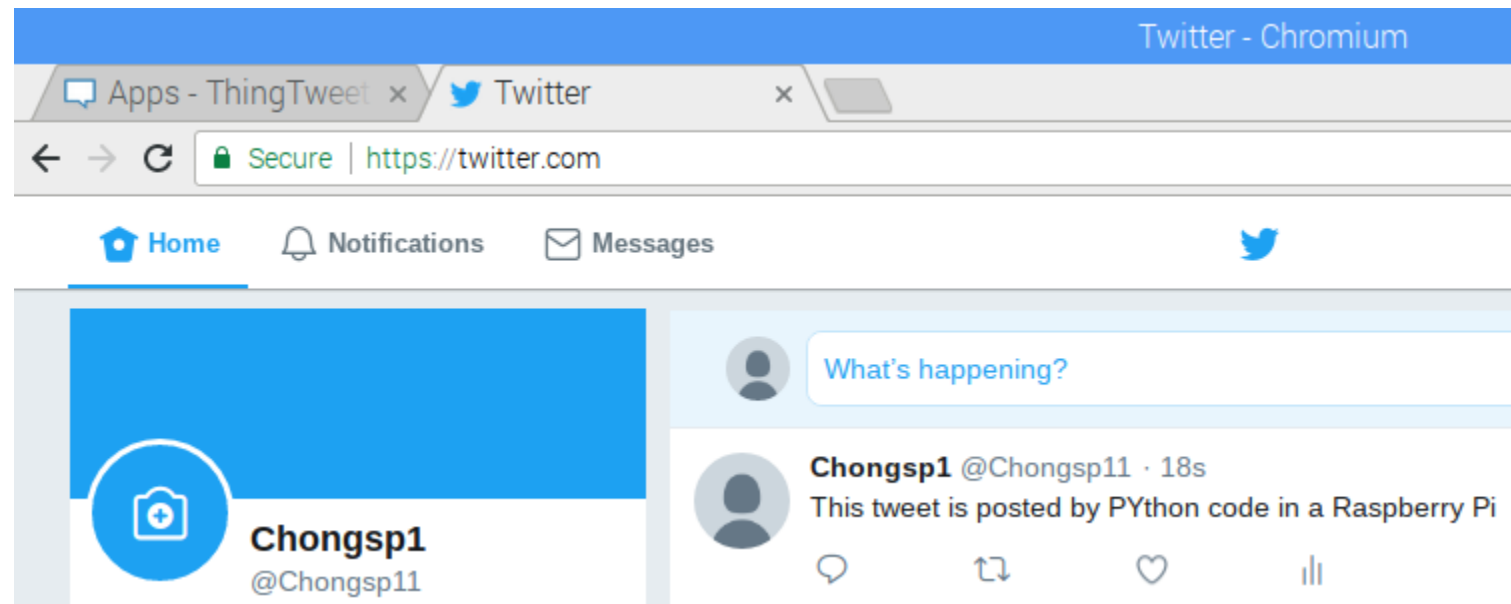 Twitter - Chromium
Apps - ThingTweet
Twitter
Secure | https://twitter.com
Home Notifications Messages
What's happening?
Chongsp1 @Chongsp11 · 18s
This tweet is posted by PYthon code in a Raspberry Pi
Chongsp1
@Chongsp11